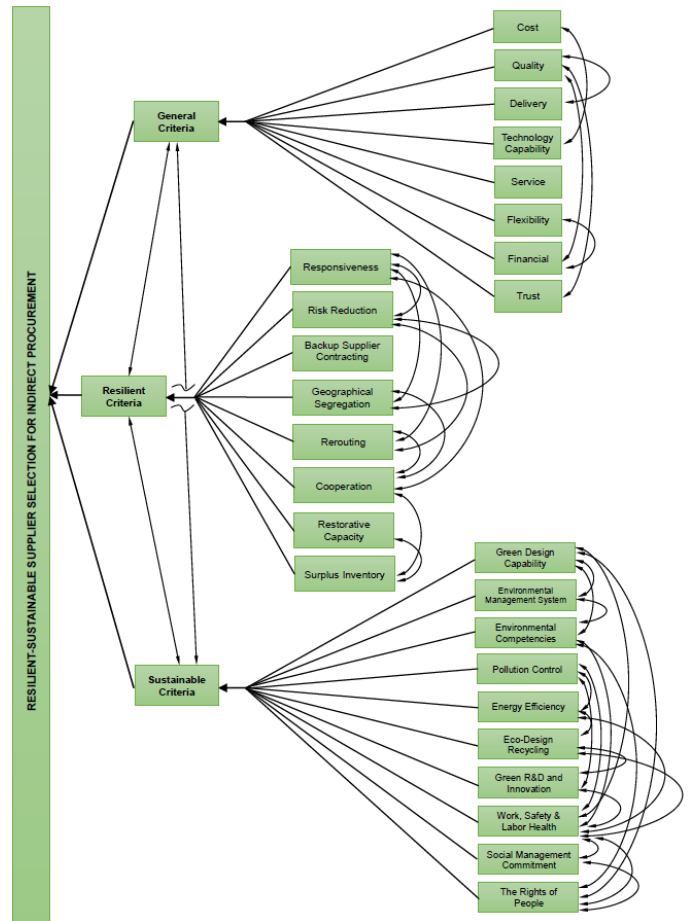 RESILIENT-SUSTAINABLE SUPPLIER SELECTION FOR INDIRECT PROCUREMENT
General
Criteria
Cost
Quality
Delivery
Technology
Capability
Service
Flexibility
Financial
Trust
Resilient
Criteria
Responsiveness
Risk Reduction
Backup Supplier
Contracting
Geographical
Segregation
Rerouting
Cooperation
Restorative
Capacity
Surplus Inventory
Sustainable
Criteria
Green Design
Capability
Environmental
Management System
Environmental
Competencies
Pollution Control
Energy Efficiency
Eco-Design
Recycling
Green R&D and
Innovation
Work, Safety &
Labor Health
Social Management
Commitment
The Rights of
People